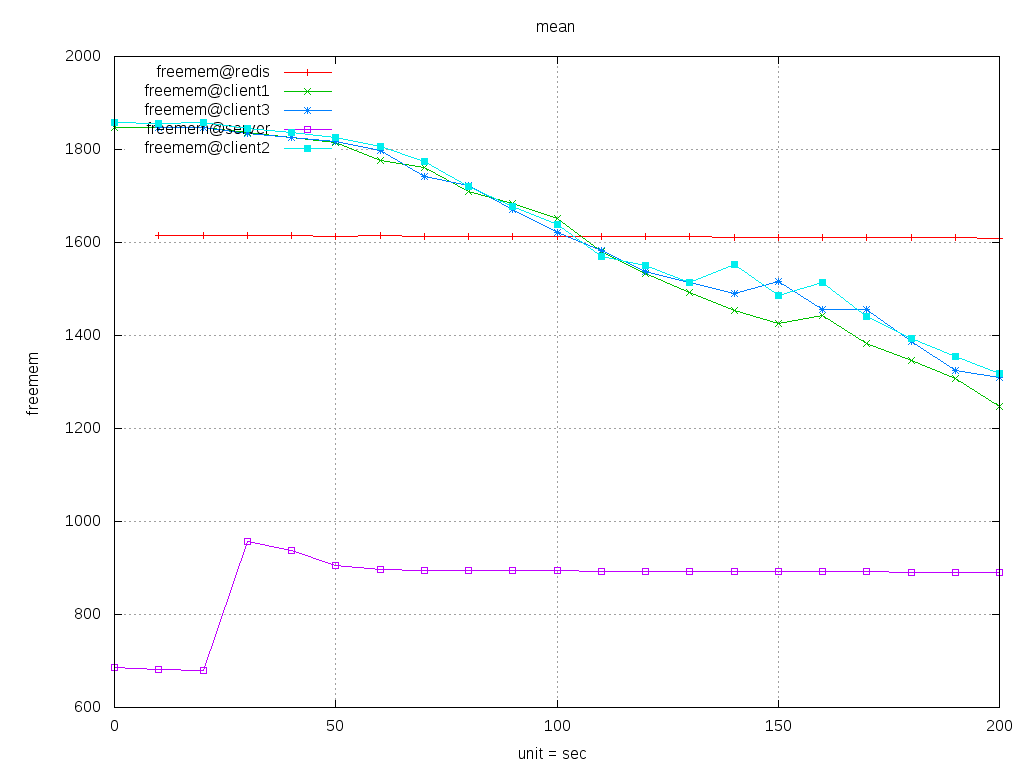 mean
2000
1800
1600
1400
1200
1000
800
600
freemem
freemem@redis
freemem@client1
freemem@client3
freemem@server
freemem@client2
0 50 100 150 200
unit = sec